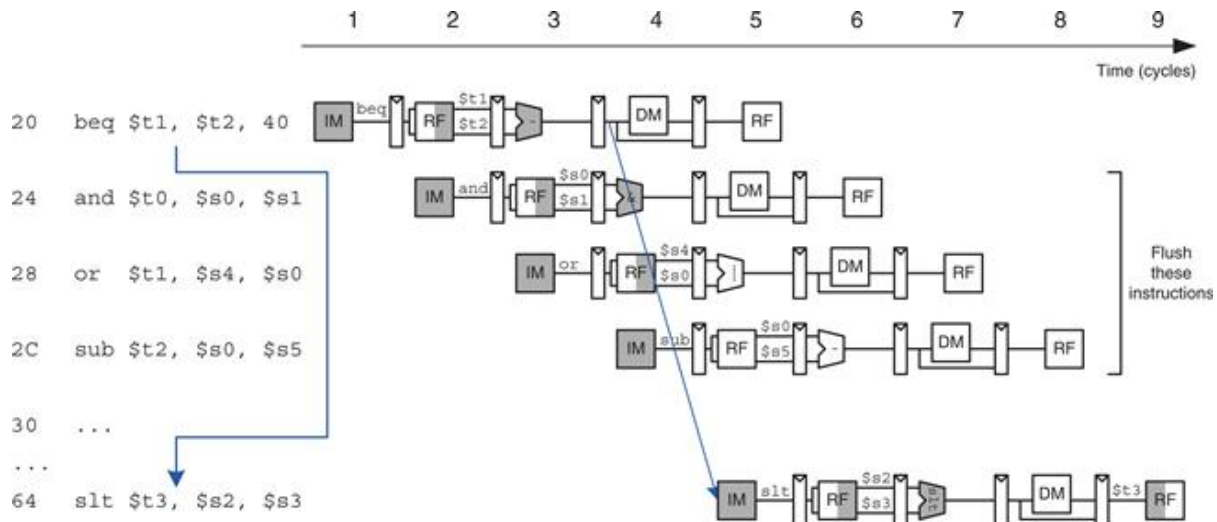 1 2 3 4 5 6 7 8 9
Time (cycles)
20 beq $t1, $t2, 40 IM beq RF $t1 $t2 - DM RF
24 and $t0, $s0, $s1 IM and RF $s0 $s1 & DM RF
28 or $t1, $s4, $s0 IM or RF $s4 $s0 | DM RF
2C sub $t2, $s0, $s5 IM sub RF $s0 $s5 - DM RF
Flush
these
instructions
30 ...
...
64 slt $t3, $s2, $s3 IM slt RF $s2 $s3 slt DM $t3 RF